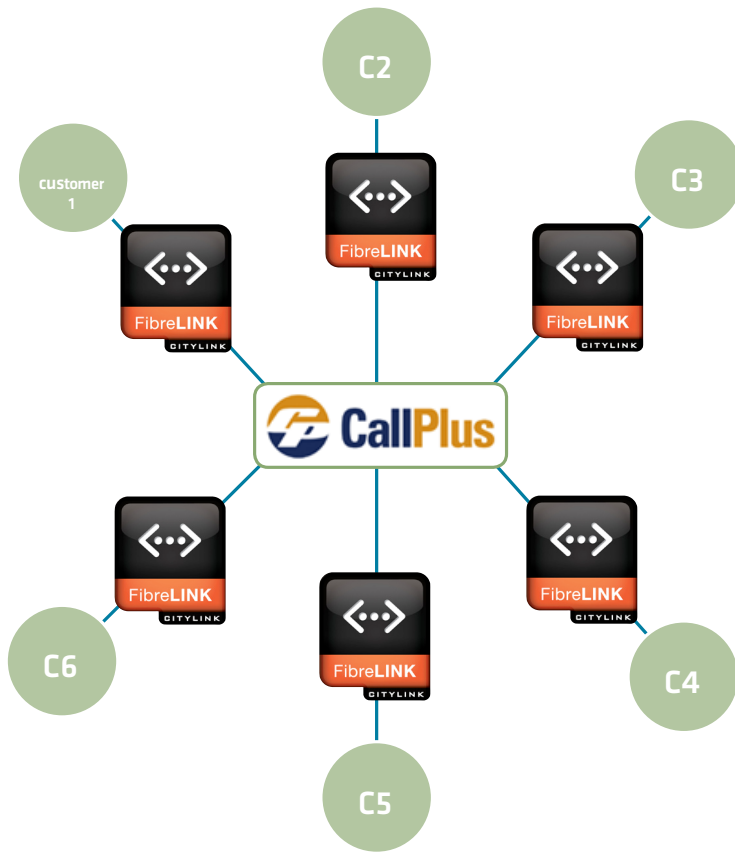 C2
customer
1
C3
FibreLINK
CITYLINK
FibreLINK
CITYLINK
FibreLINK
CITYLINK
CallPlus
FibreLINK
CITYLINK
FibreLINK
CITYLINK
FibreLINK
CITYLINK
C6
C4
C5